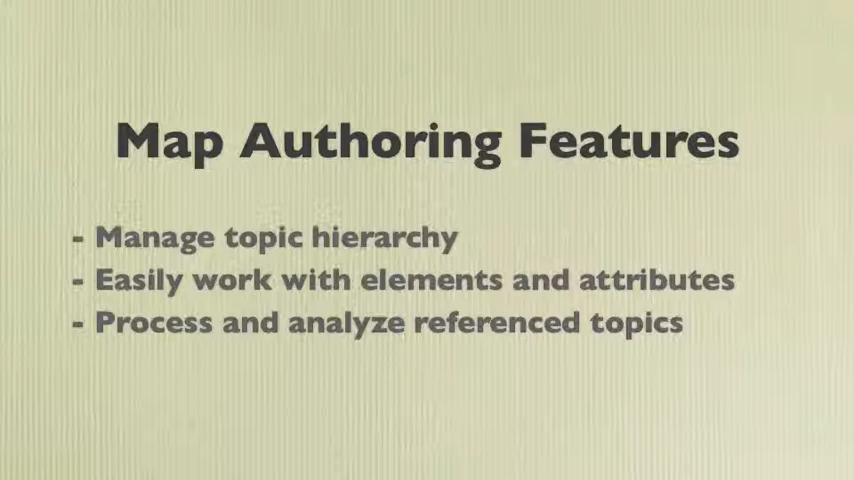 Map Authoring Features
- Manage topic hierarchy
- Easily work with elements and attributes
- Process and analyze referenced topics